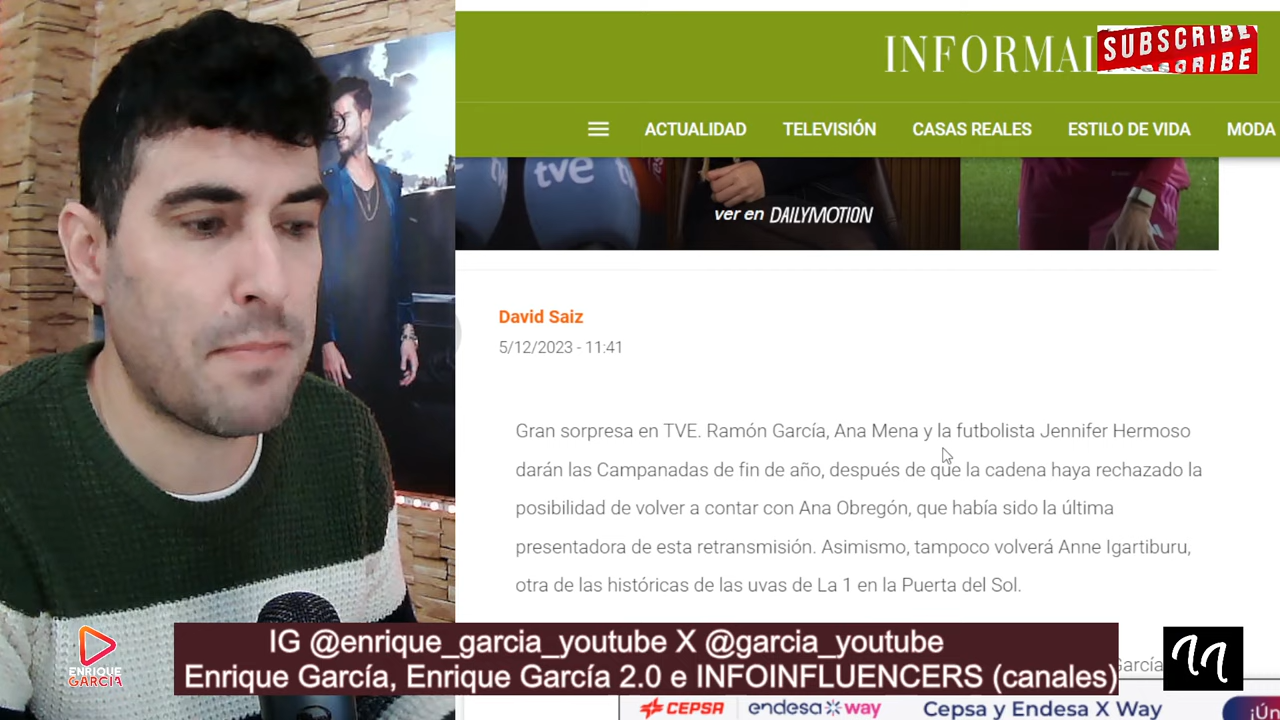 INFORMAL
SUBSCRIBE
SUBSCRIBE
ACTUALIDAD TELEVISIÓN CASAS REALES ESTILO DE VIDA MODA
tve
ver en DAILYMOTION
David Saiz
5/12/2023 - 11:41
Gran sorpresa en TVE. Ramón García, Ana Mena y la futbolista Jennifer Hermoso
darán las Campanadas de fin de año, después de que la cadena haya rechazado la
posibilidad de volver a contar con Ana Obregón, que había sido la última
presentadora de esta retransmisión. Asimismo, tampoco volverá Anne Igartiburu,
otra de las históricas de las uvas de La 1 en la Puerta del Sol.
García
IG @enrique_garcia_youtube X @garcia_youtube
Enrique García, Enrique García 2.0 e INFOINFLUENCERS (canales)
ENRIQUE
GARCÍA
CEPSA endesa way Cepsa y Endesa X Way ¡Ún